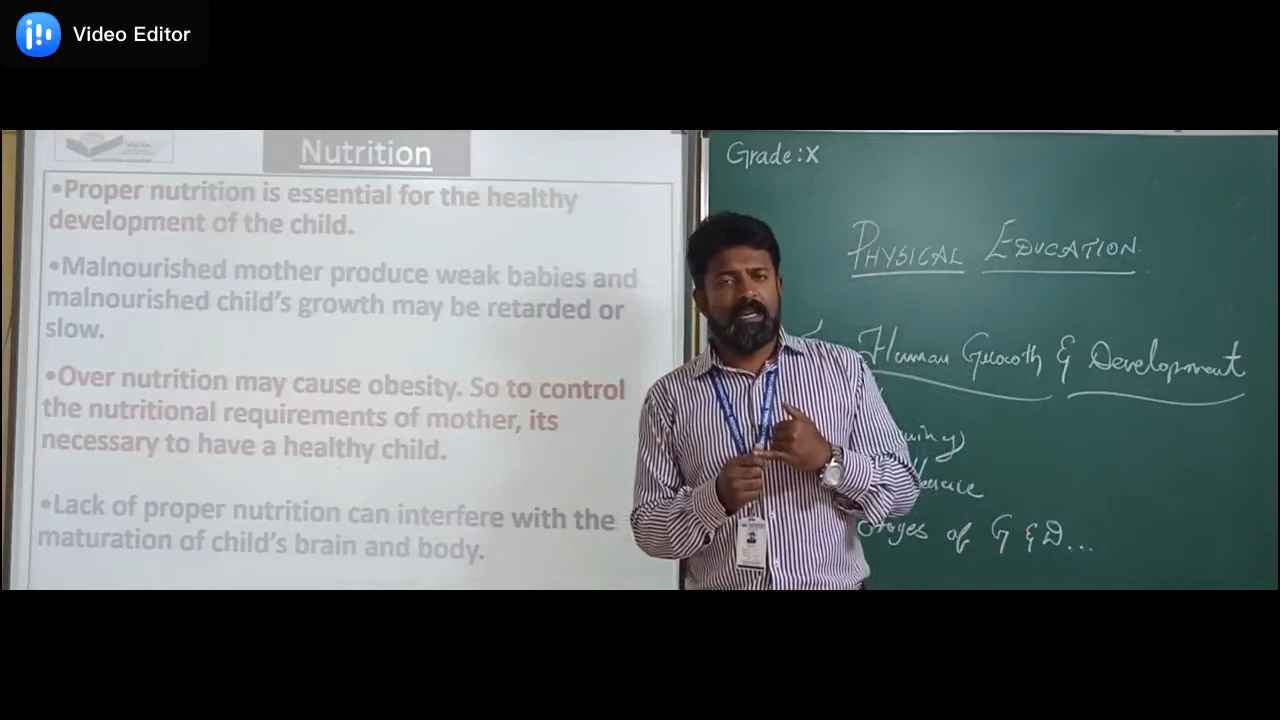 Video Editor
Nutrition
•Proper nutrition is essential for the healthy
development of the child.
•Malnourished mother produce weak babies and
malnourished child's growth may be retarded or
slow.
•Over nutrition may cause obesity. So to control
the nutritional requirements of mother, its
necessary to have a healthy child.
•Lack of proper nutrition can interfere with the
maturation of child's brain and body.
Grade: X
PHYSICAL EDUCATION
Human Growth & Development
Stages of G & D...